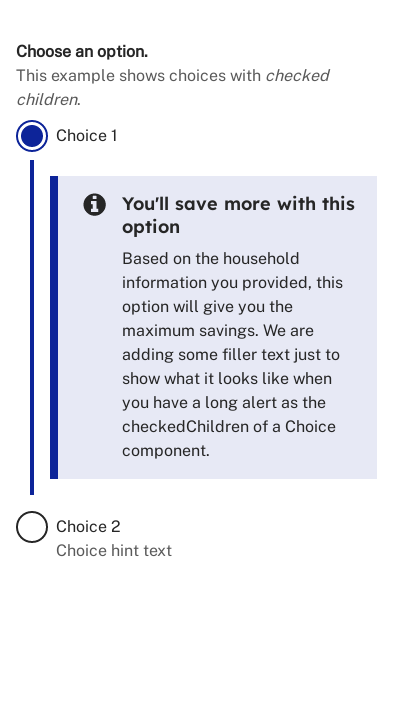 Choose an option.
This example shows choices with checked
children.
Choice 1
You'll save more with this
option
Based on the household
information you provided, this
option will give you the
maximum savings. We are
adding some filler text just to
show what it looks like when
you have a long alert as the
checkedChildren of a Choice
component.
Choice 2
Choice hint text